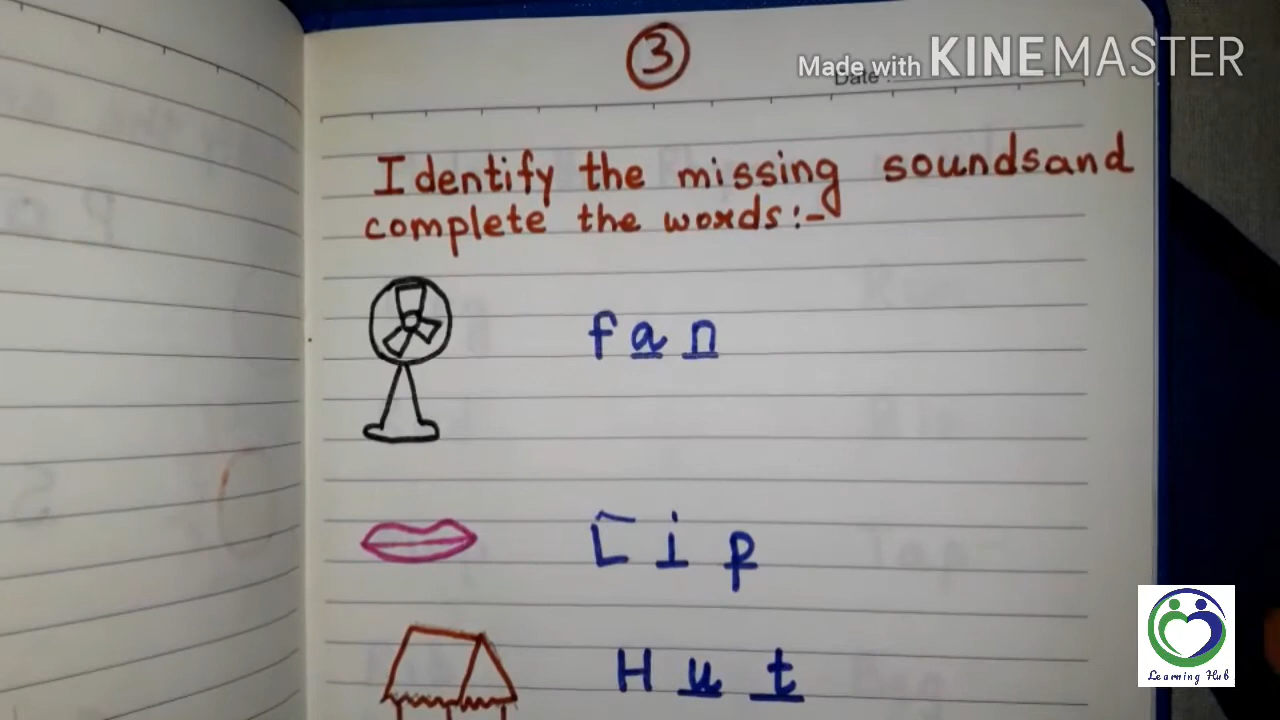 3
Made with KINEMASTER
Date :
Identify the missing soundsand
complete the words:-
fan
Lip
Hut
Learning Hub